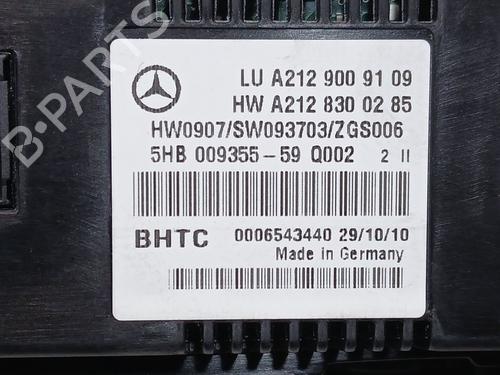 B-PARTS
LU A212 900 91 09
HW A212 830 02 85
HW0907/SW093703/ZGS006
5HB 009355-59 Q002 2 II
BHTC 0006543440 29/10/10
Made in Germany